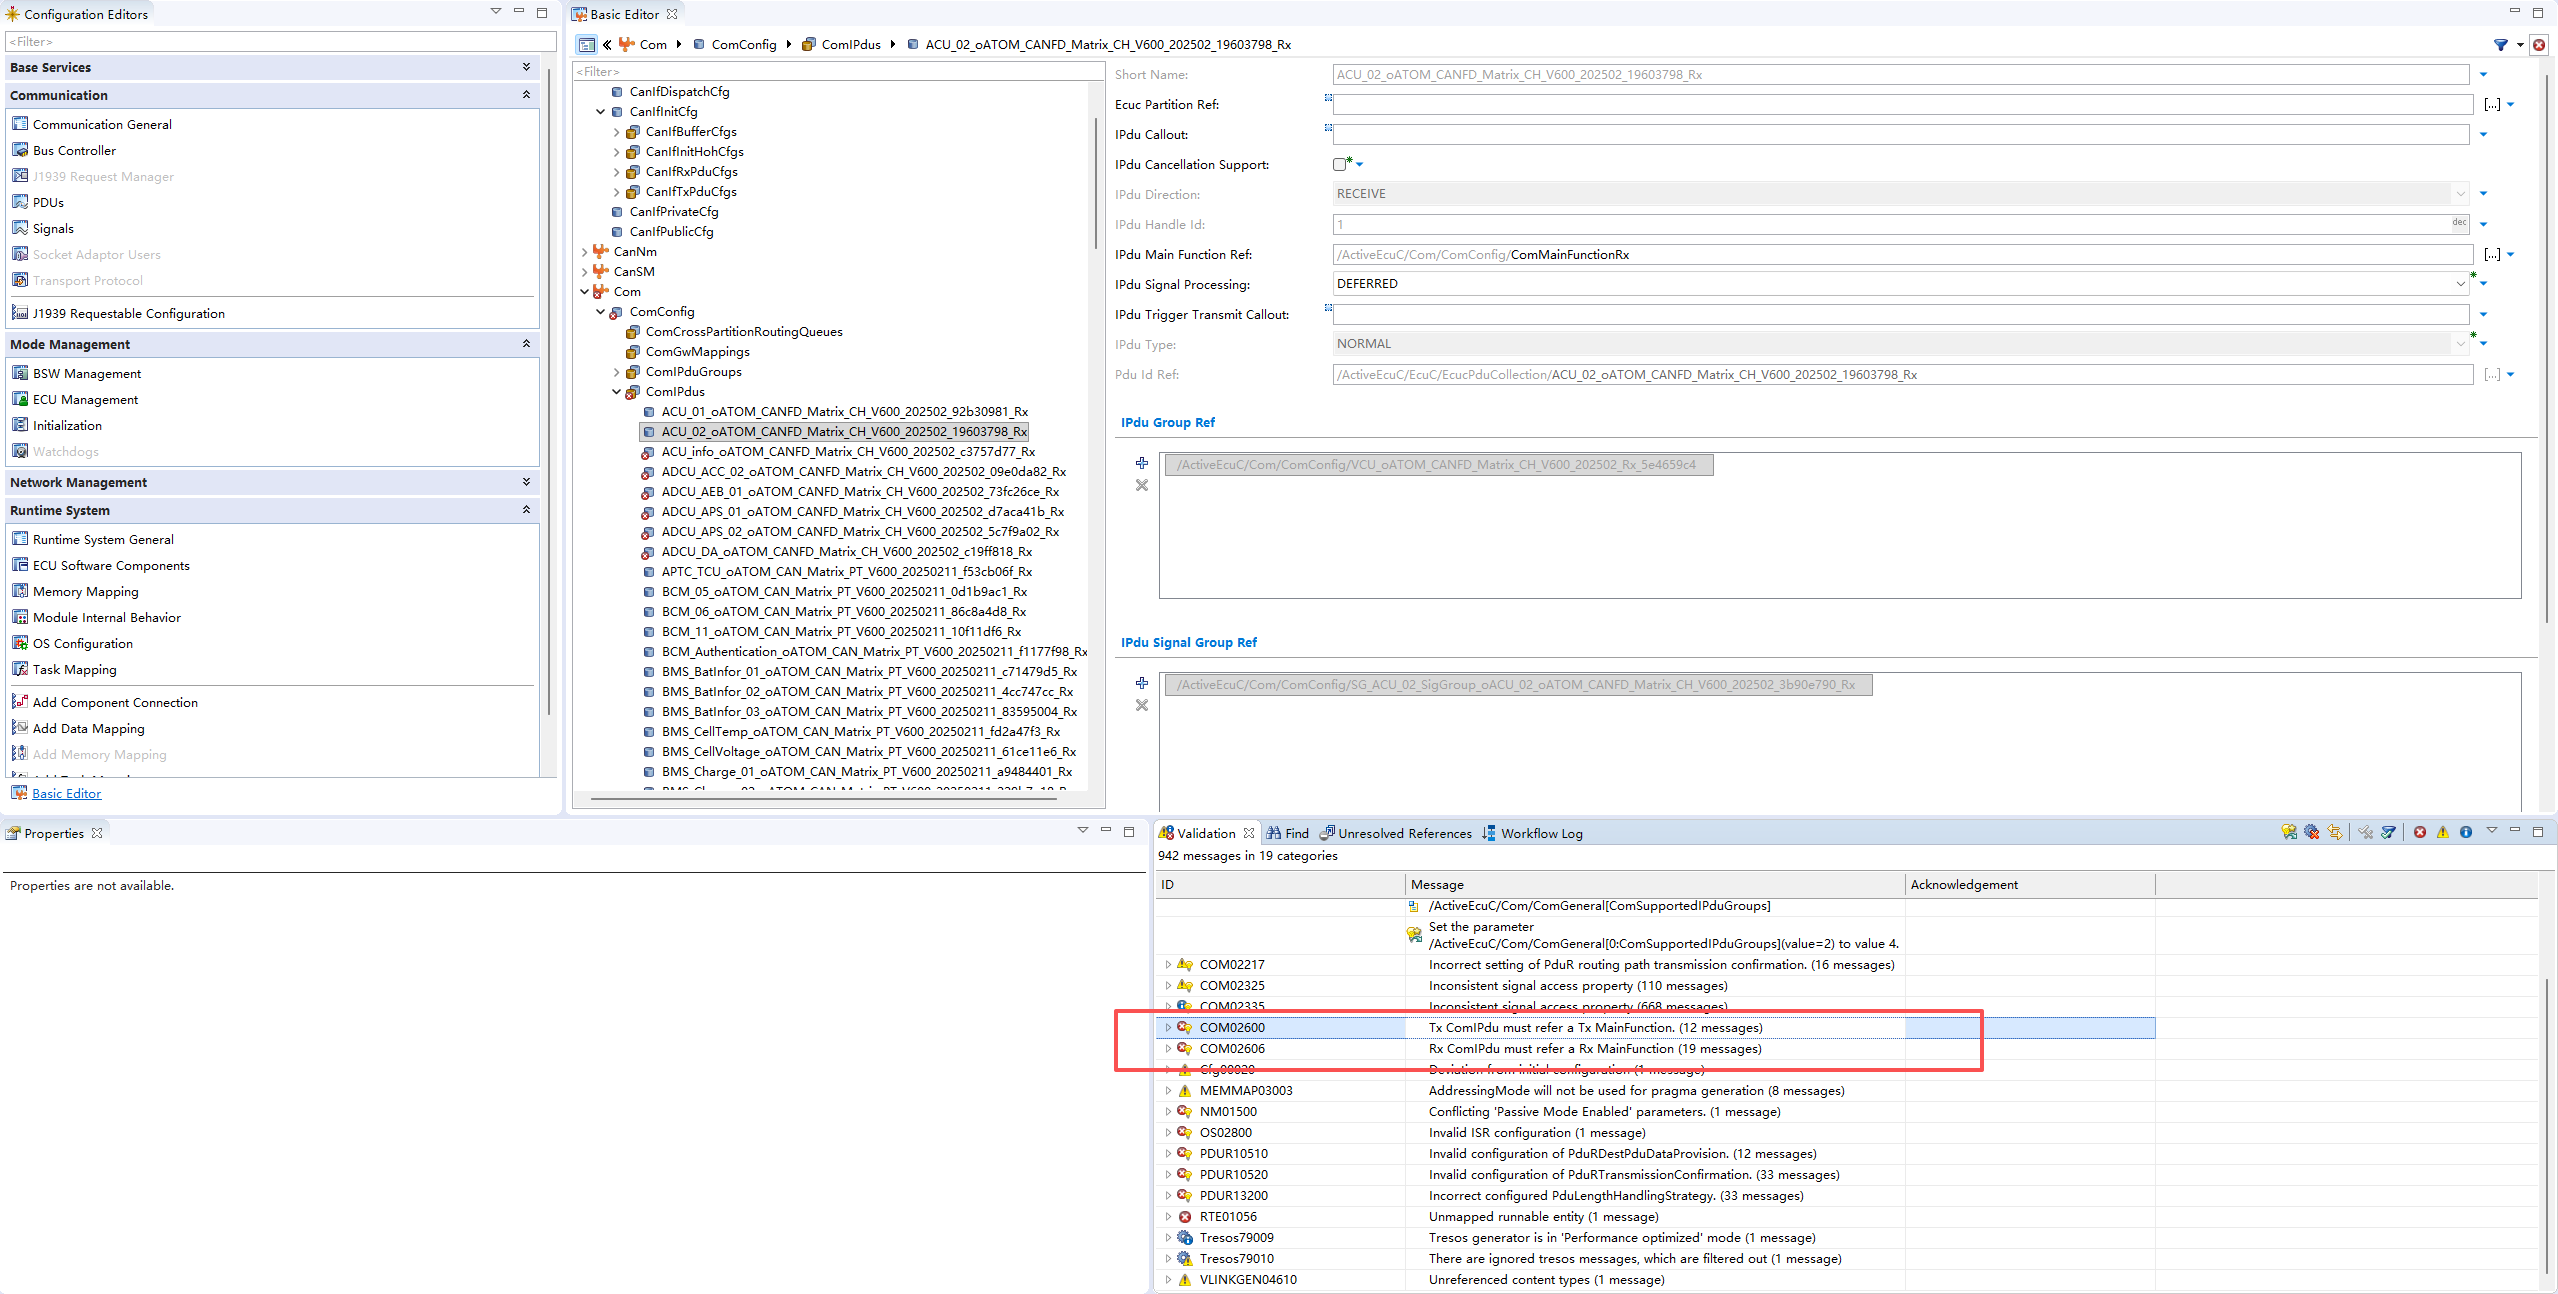 Configuration Editors
<Filter>
Base Services
Communication
Communication General
Bus Controller
J1939 Request Manager
PDUs
Signals
Socket Adaptor Users
Transport Protocol
J1939 Requestable Configuration
Mode Management
BSW Management
ECU Management
Initialization
Watchdogs
Network Management
Runtime System
Runtime System General
ECU Software Components
Memory Mapping
Module Internal Behavior
OS Configuration
Task Mapping
Add Component Connection
Add Data Mapping
Add Memory Mapping
Basic Editor
Basic Editor
Com
ComConfig
ComIPdus
ACU_02_oATOM_CANFD_Matrix_CH_V600_202502_19603798_Rx
<Filter>
CanIfDispatchCfg
CanIfInitCfg
CanIfBufferCfgs
CanIfInitHohCfgs
CanIfRxPduCfgs
CanIfTxPduCfgs
CanIfPrivateCfg
CanIfPublicCfg
CanNm
CanSM
Com
ComConfig
ComCrossPartitionRoutingQueues
ComGwMappings
ComIPduGroups
ComIPdus
ACU_01_oATOM_CANFD_Matrix_CH_V600_202502_92b30981_Rx
ACU_02_oATOM_CANFD_Matrix_CH_V600_202502_19603798_Rx
ACU_info_oATOM_CANFD_Matrix_CH_V600_202502_c3757d77_Rx
ADCU_ACC_02_oATOM_CANFD_Matrix_CH_V600_202502_09e0da82_Rx
ADCU_AEB_01_oATOM_CANFD_Matrix_CH_V600_202502_73fc26ce_Rx
ADCU_APS_01_oATOM_CANFD_Matrix_CH_V600_202502_d7aca41b_Rx
ADCU_APS_02_oATOM_CANFD_Matrix_CH_V600_202502_5c7f9a02_Rx
ADCU_DA_oATOM_CANFD_Matrix_CH_V600_202502_c19ff818_Rx
APTC_TCU_oATOM_CAN_Matrix_PT_V600_20250211_f53cb06f_Rx
BCM_05_oATOM_CAN_Matrix_PT_V600_20250211_0d1b9ac1_Rx
BCM_06_oATOM_CAN_Matrix_PT_V600_20250211_86c8a4d8_Rx
BCM_11_oATOM_CAN_Matrix_PT_V600_20250211_10f11df6_Rx
BCM_Authentication_oATOM_CAN_Matrix_PT_V600_20250211_f1177f98_Rx
BMS_BatInfor_01_oATOM_CAN_Matrix_PT_V600_20250211_c71479d5_Rx
BMS_BatInfor_02_oATOM_CAN_Matrix_PT_V600_20250211_4cc747cc_Rx
BMS_BatInfor_03_oATOM_CAN_Matrix_PT_V600_20250211_83595004_Rx
BMS_CellTemp_oATOM_CAN_Matrix_PT_V600_20250211_fd2a47f3_Rx
BMS_CellVoltage_oATOM_CAN_Matrix_PT_V600_20250211_61ce11e6_Rx
BMS_Charge_01_oATOM_CAN_Matrix_PT_V600_20250211_a9484401_Rx
Short Name: ACU_02_oATOM_CANFD_Matrix_CH_V600_202502_19603798_Rx
Ecuc Partition Ref: [...]
IPdu Callout:
IPdu Cancellation Support:
IPdu Direction: RECEIVE
IPdu Handle Id: 1 dec
IPdu Main Function Ref: /ActiveEcuC/Com/ComConfig/ComMainFunctionRx [...]
IPdu Signal Processing: DEFERRED
IPdu Trigger Transmit Callout:
IPdu Type: NORMAL
Pdu Id Ref: /ActiveEcuC/EcuC/EcucPduCollection/ACU_02_oATOM_CANFD_Matrix_CH_V600_202502_19603798_Rx [...]
IPdu Group Ref
/ActiveEcuC/Com/ComConfig/VCU_oATOM_CANFD_Matrix_CH_V600_202502_Rx_5e4659c4
IPdu Signal Group Ref
/ActiveEcuC/Com/ComConfig/SG_ACU_02_SigGroup_oACU_02_oATOM_CANFD_Matrix_CH_V600_202502_3b90e790_Rx
Properties
Properties are not available.
Validation Find Unresolved References Workflow Log
942 messages in 19 categories
ID Message Acknowledgement
/ActiveEcuC/Com/ComGeneral[ComSupportedIPduGroups]
Set the parameter
/ActiveEcuC/Com/ComGeneral[0:ComSupportedIPduGroups](value=2) to value 4.
COM02217 Incorrect setting of PduR routing path transmission confirmation. (16 messages)
COM02325 Inconsistent signal access property (110 messages)
COM02335 Inconsistent signal access property (668 messages)
COM02600 Tx ComIPdu must refer a Tx MainFunction. (12 messages)
COM02606 Rx ComIPdu must refer a Rx MainFunction (19 messages)
Cfg00020 Deviation from initial configuration (1 message)
MEMMAP03003 AddressingMode will not be used for pragma generation (8 messages)
NM01500 Conflicting 'Passive Mode Enabled' parameters. (1 message)
OS02800 Invalid ISR configuration (1 message)
PDUR10510 Invalid configuration of PduRDestPduDataProvision. (12 messages)
PDUR10520 Invalid configuration of PduRTransmissionConfirmation. (33 messages)
PDUR13200 Incorrect configured PduLengthHandlingStrategy. (33 messages)
RTE01056 Unmapped runnable entity (1 message)
Tresos79009 Tresos generator is in 'Performance optimized' mode (1 message)
Tresos79010 There are ignored tresos messages, which are filtered out (1 message)
VLINKGEN04610 Unreferenced content types (1 message)